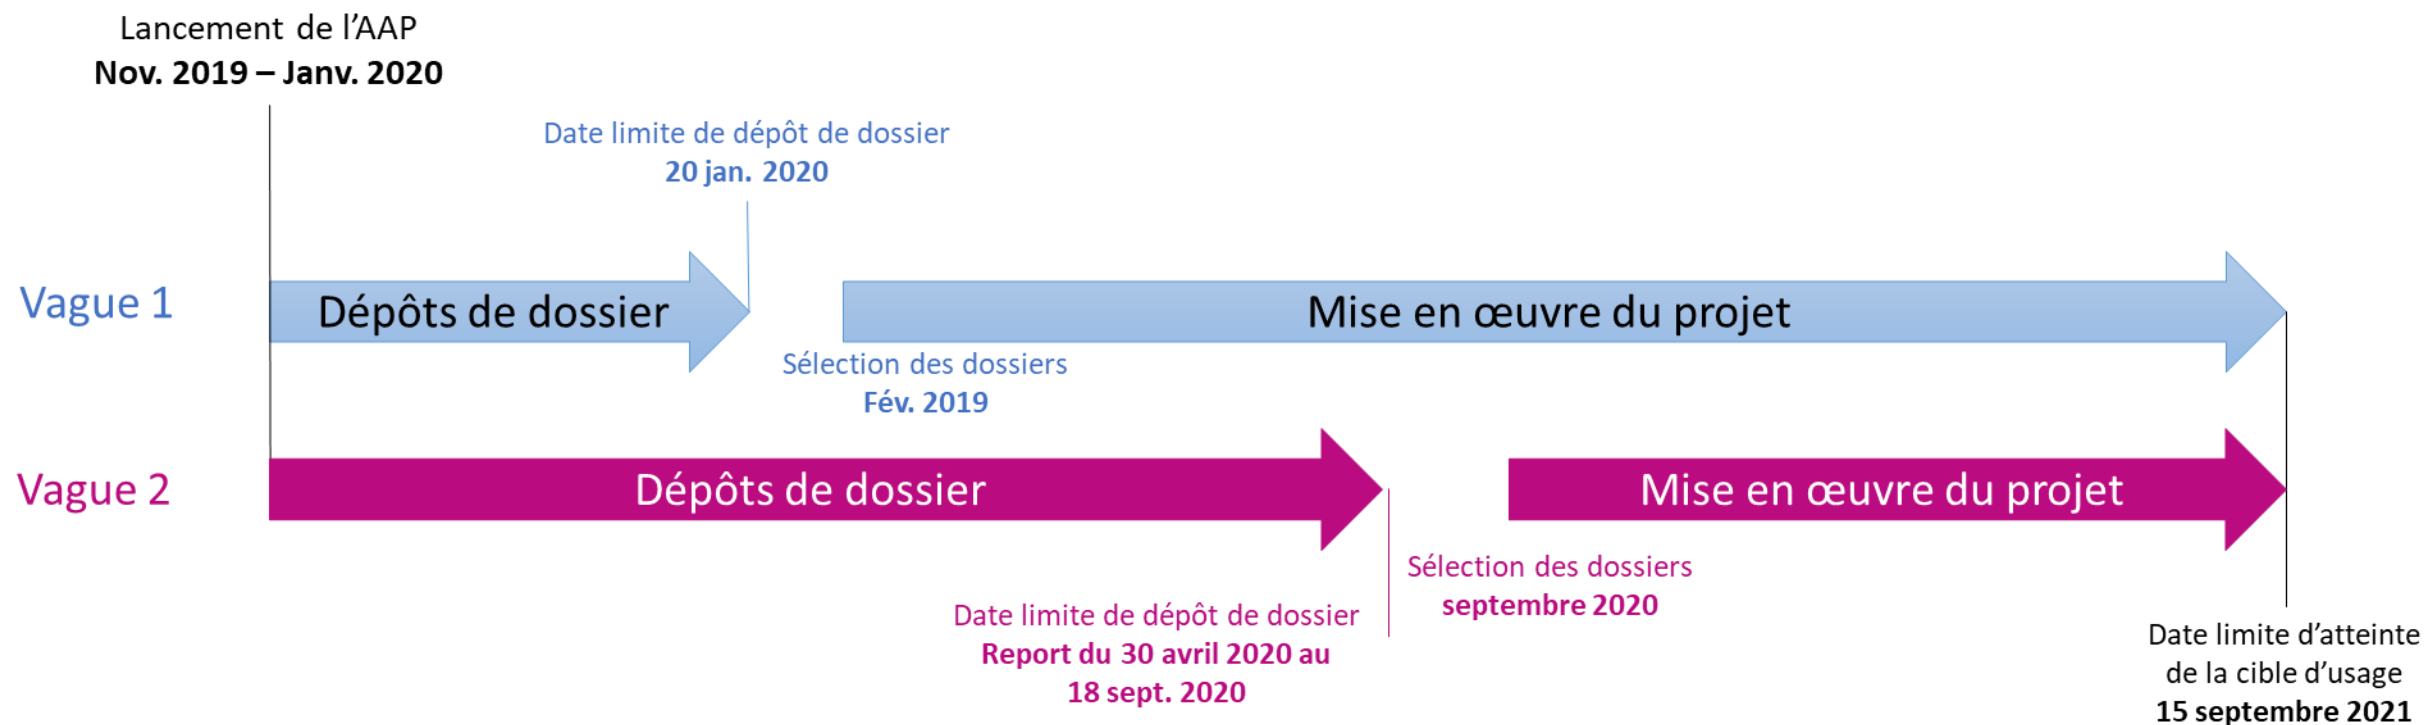 Lancement de l’AAP
Nov. 2019 – Janv. 2020
Date limite de dépôt de dossier
20 jan. 2020
Vague 1
Dépôts de dossier
Mise en œuvre du projet
Sélection des dossiers
Fév. 2019
Vague 2
Dépôts de dossier
Mise en œuvre du projet
Sélection des dossiers
septembre 2020
Date limite de dépôt de dossier
Report du 30 avril 2020 au
18 sept. 2020
Date limite d’atteinte
de la cible d’usage
15 septembre 2021